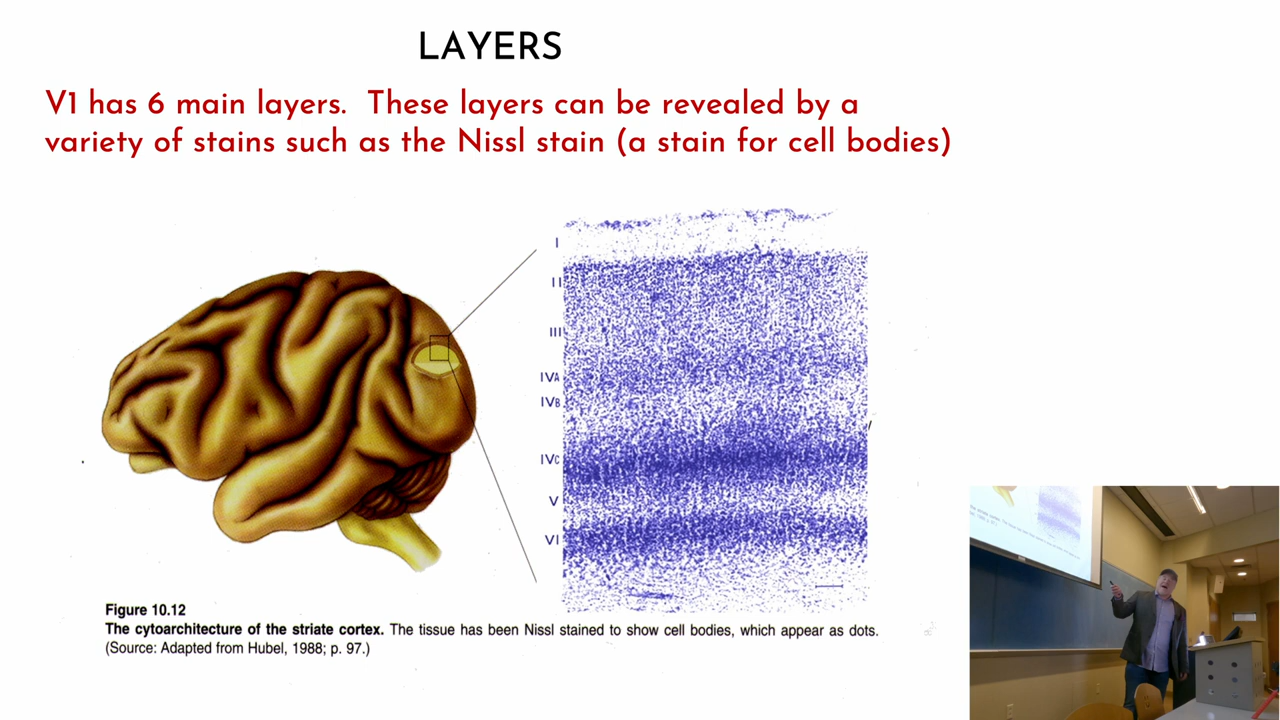 LAYERS
V1 has 6 main layers. These layers can be revealed by a
variety of stains such as the Nissl stain (a stain for cell bodies)
I
II
III
IVA
IVB
IVC
V
VI
Figure 10.12
The cytoarchitecture of the striate cortex. The tissue has been Nissl stained to show cell bodies, which appear as dots.
(Source: Adapted from Hubel, 1988; p. 97.)